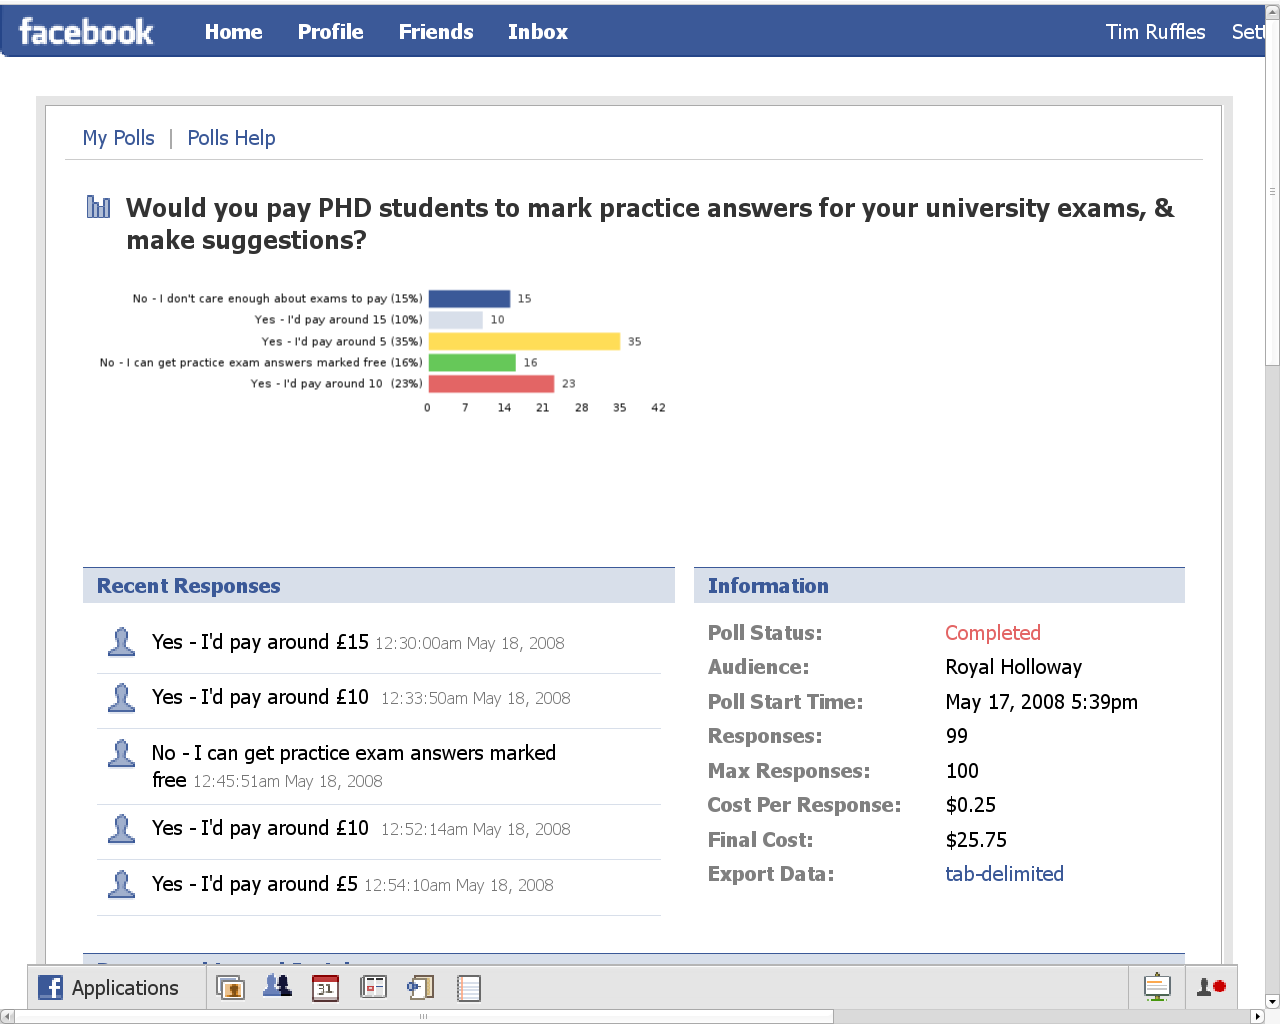 facebook Home Profile Friends Inbox Tim Ruffles Sett
My Polls | Polls Help
Would you pay PHD students to mark practice answers for your university exams, &
make suggestions?
No - I don't care enough about exams to pay (15%) 15
Yes - I'd pay around 15 (10%) 10
Yes - I'd pay around 5 (35%) 35
No - I can get practice exam answers marked free (16%) 16
Yes - I'd pay around 10 (23%) 23
0 7 14 21 28 35 42
Recent Responses
Yes - I'd pay around £15 12:30:00am May 18, 2008
Yes - I'd pay around £10 12:33:50am May 18, 2008
No - I can get practice exam answers marked
free 12:45:51am May 18, 2008
Yes - I'd pay around £10 12:52:14am May 18, 2008
Yes - I'd pay around £5 12:54:10am May 18, 2008
Information
Poll Status: Completed
Audience: Royal Holloway
Poll Start Time: May 17, 2008 5:39pm
Responses: 99
Max Responses: 100
Cost Per Response: $0.25
Final Cost: $25.75
Export Data: tab-delimited
Applications 31